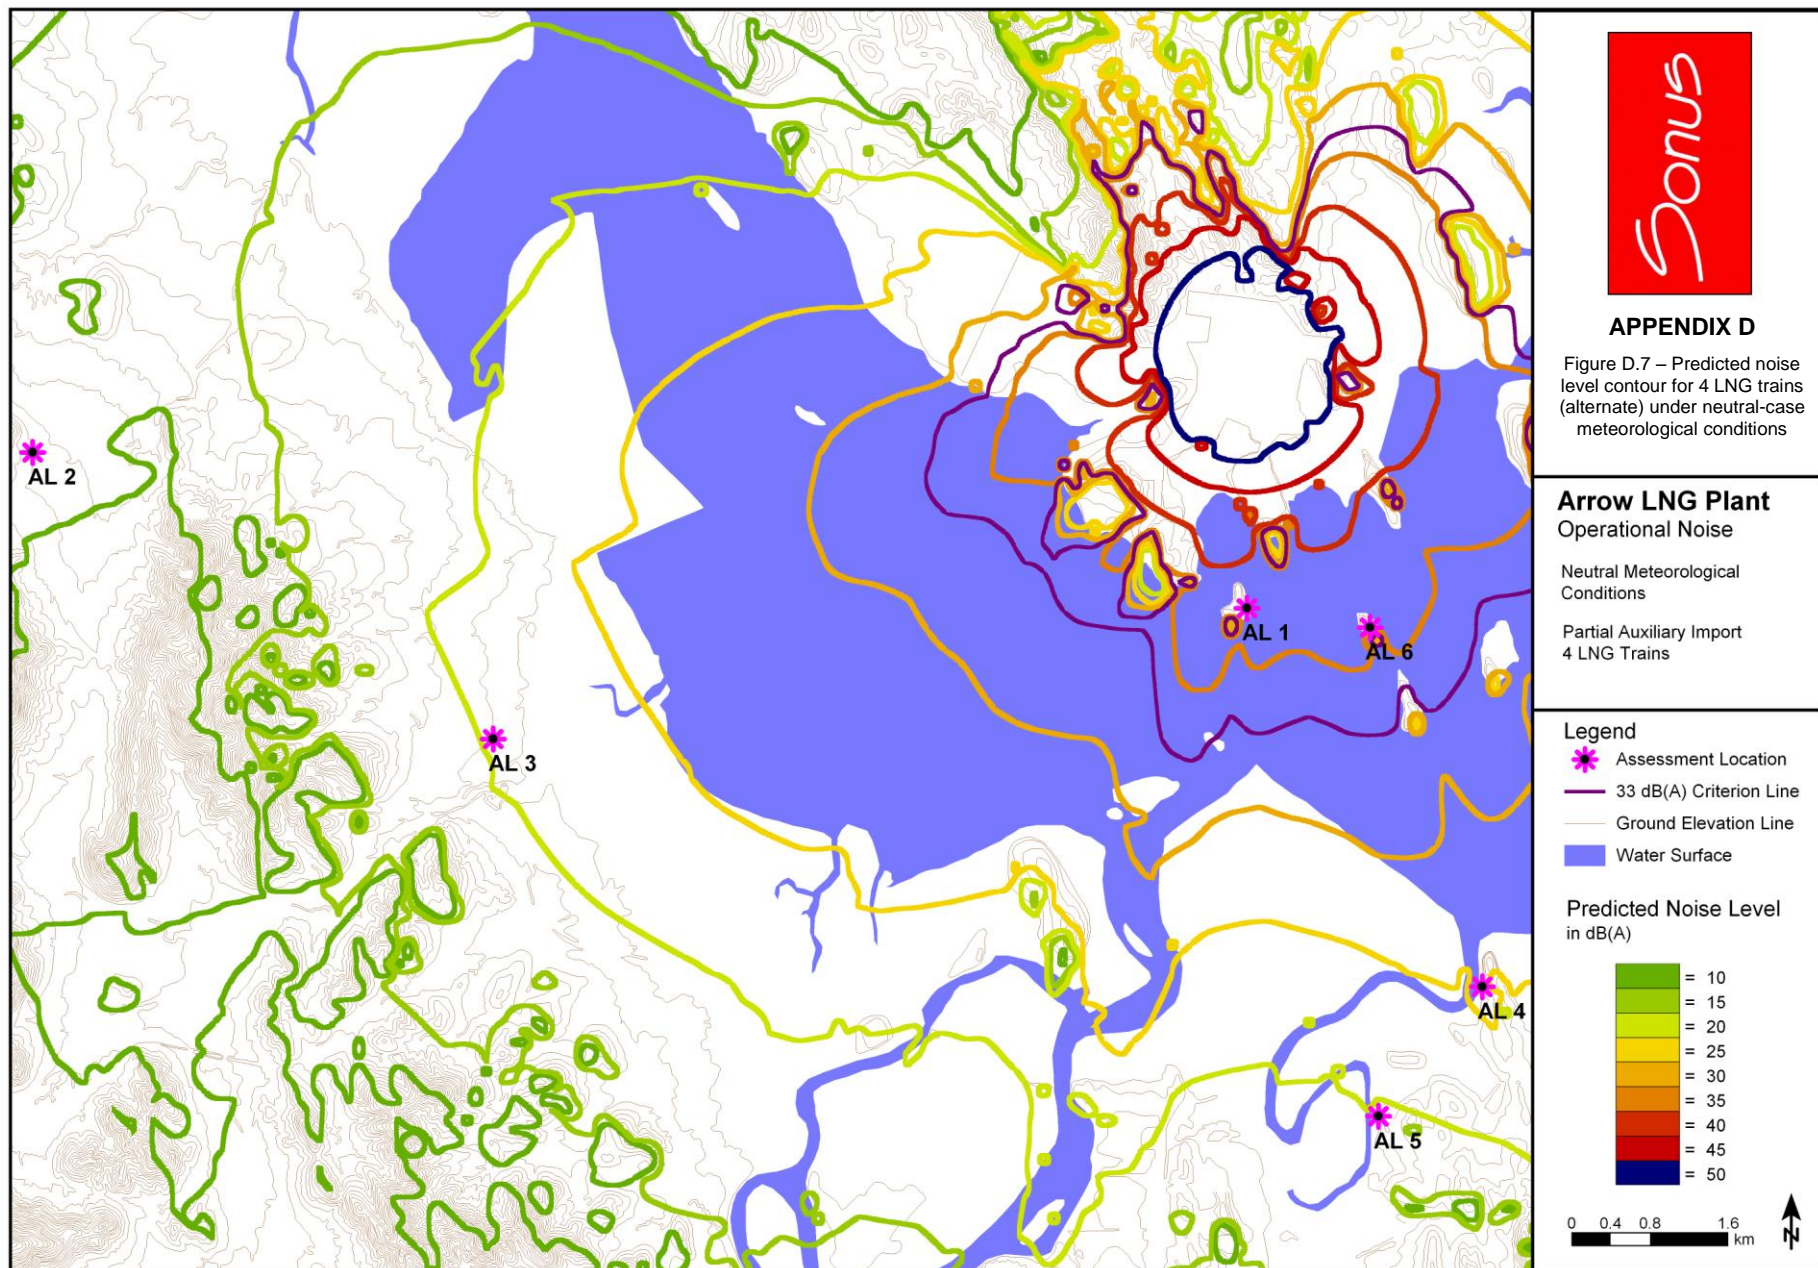 Sonus
APPENDIX D
Figure D.7 – Predicted noise
level contour for 4 LNG trains
(alternate) under neutral-case
meteorological conditions
Arrow LNG Plant
Operational Noise
Neutral Meteorological
Conditions
Partial Auxiliary Import
4 LNG Trains
Legend
Assessment Location
33 dB(A) Criterion Line
Ground Elevation Line
Water Surface
Predicted Noise Level
in dB(A)
= 10
= 15
= 20
= 25
= 30
= 35
= 40
= 45
= 50
0 0.4 0.8 1.6
km
N
AL 2
AL 1
AL 6
AL 3
AL 4
AL 5